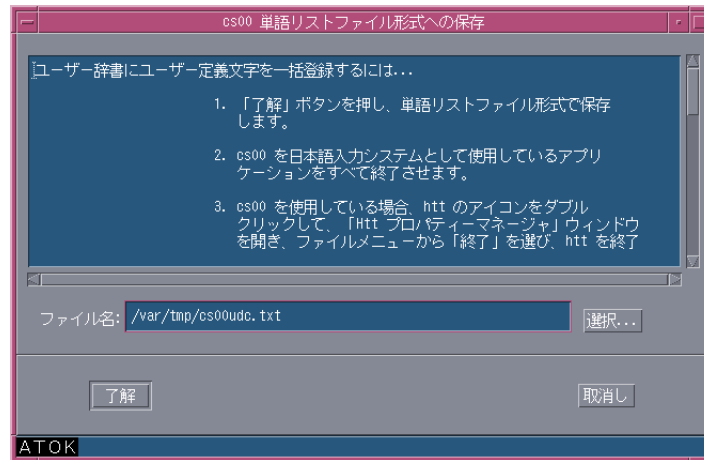 cs00 単語リストファイル形式への保存
ユーザー辞書にユーザー定義文字を一括登録するには...
1. 「了解」ボタンを押し、単語リストファイル形式で保存
します。
2. cs00 を日本語入力システムとして使用しているアプリ
ケーションをすべて終了させます。
3. cs00 を使用している場合、htt のアイコンをダブル
クリックして、「Htt プロパティーマネージャ」ウィンドウ
を開き、ファイルメニューから「終了」を選び、htt を終了
ファイル名: /var/tmp/cs00udc.txt 選択...
了解 取消し
ATOK